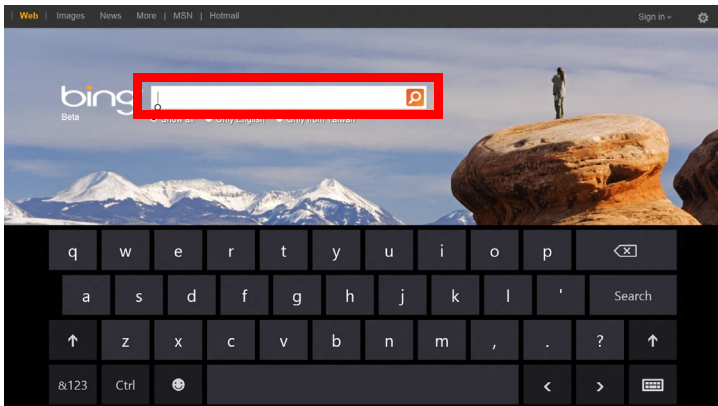 | Web | Images News More | MSN | Hotmail Sign in
bing
Beta
Show all Only English Only from Taiwan
q w e r t y u i o p
a s d f g h j k l ' Search
z x c v b n m , . ?
&123 Ctrl < >